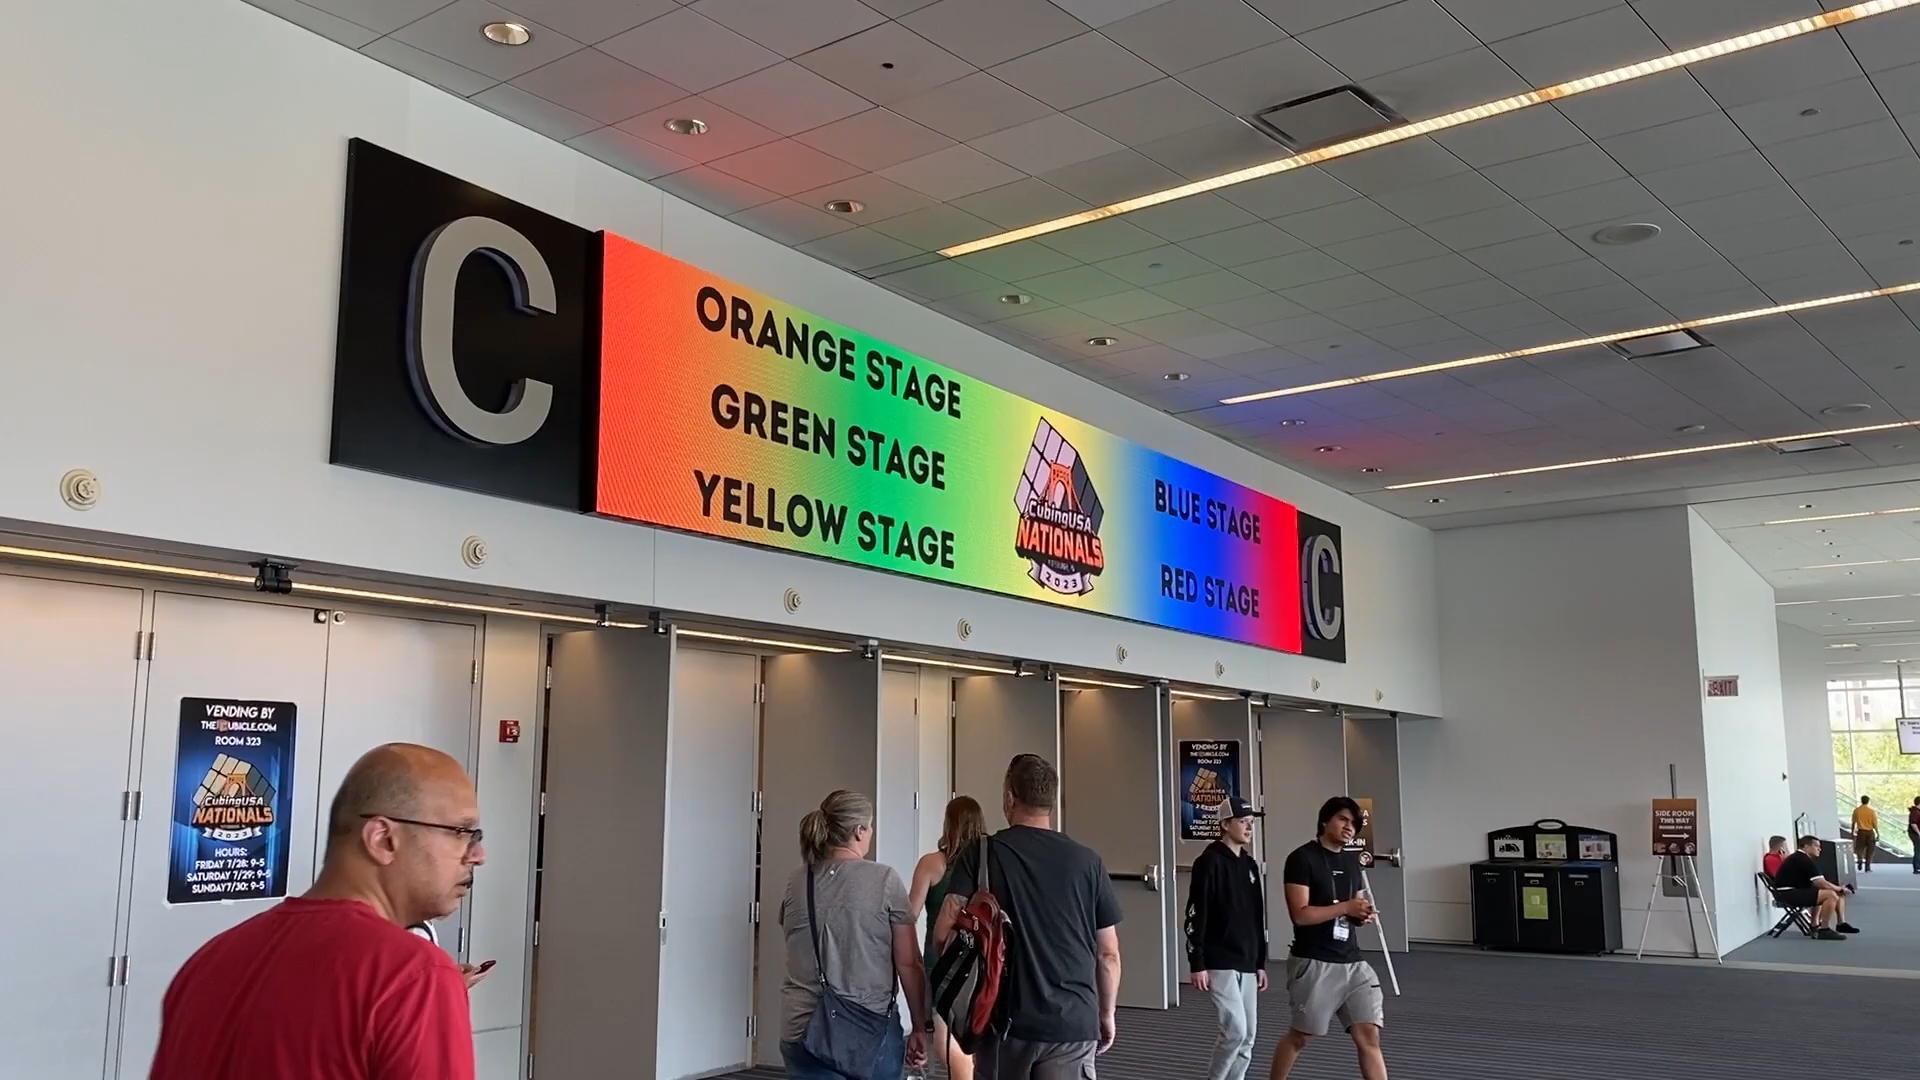 C
ORANGE STAGE
GREEN STAGE
YELLOW STAGE
CubingUSA
NATIONALS
2023
BLUE STAGE
RED STAGE
C
VENDING BY
THECUBICLE.COM
ROOM 323
CubingUSA
NATIONALS
2023
HOURS:
FRIDAY 7/28: 9-5
SATURDAY 7/29: 9-5
SUNDAY 7/30: 9-5
VENDING BY
THECUBICLE.COM
ROOM 323
EXIT
SIDE ROOM
THIS WAY